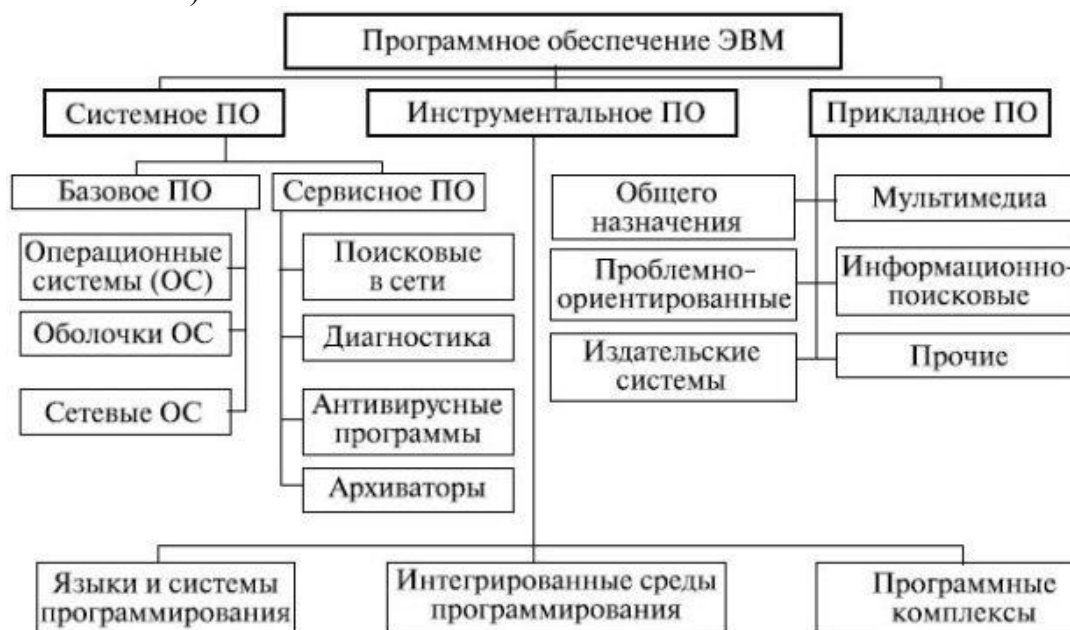 )
Программное обеспечение ЭВМ
Системное ПО
Инструментальное ПО
Прикладное ПО
Базовое ПО
Сервисное ПО
Операционные
системы (ОС)
Оболочки ОС
Сетевые ОС
Поисковые
в сети
Диагностика
Антивирусные
программы
Архиваторы
Общего
назначения
Мультимедиа
Проблемно-
ориентированные
Информационно-
поисковые
Издательские
системы
Прочие
Языки и системы
программирования
Интегрированные среды
программирования
Программные
комплексы